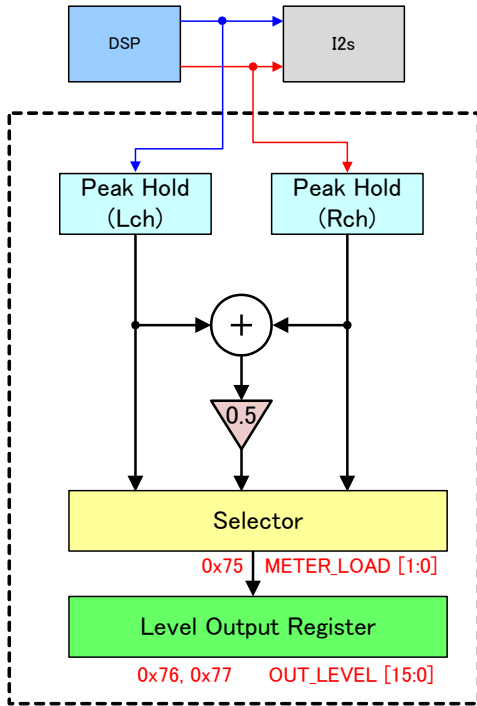 DSP
I2s
Peak Hold
(Lch)
Peak Hold
(Rch)
+
0.5
Selector
0x75 METER_LOAD [1:0]
Level Output Register
0x76, 0x77 OUT_LEVEL [15:0]